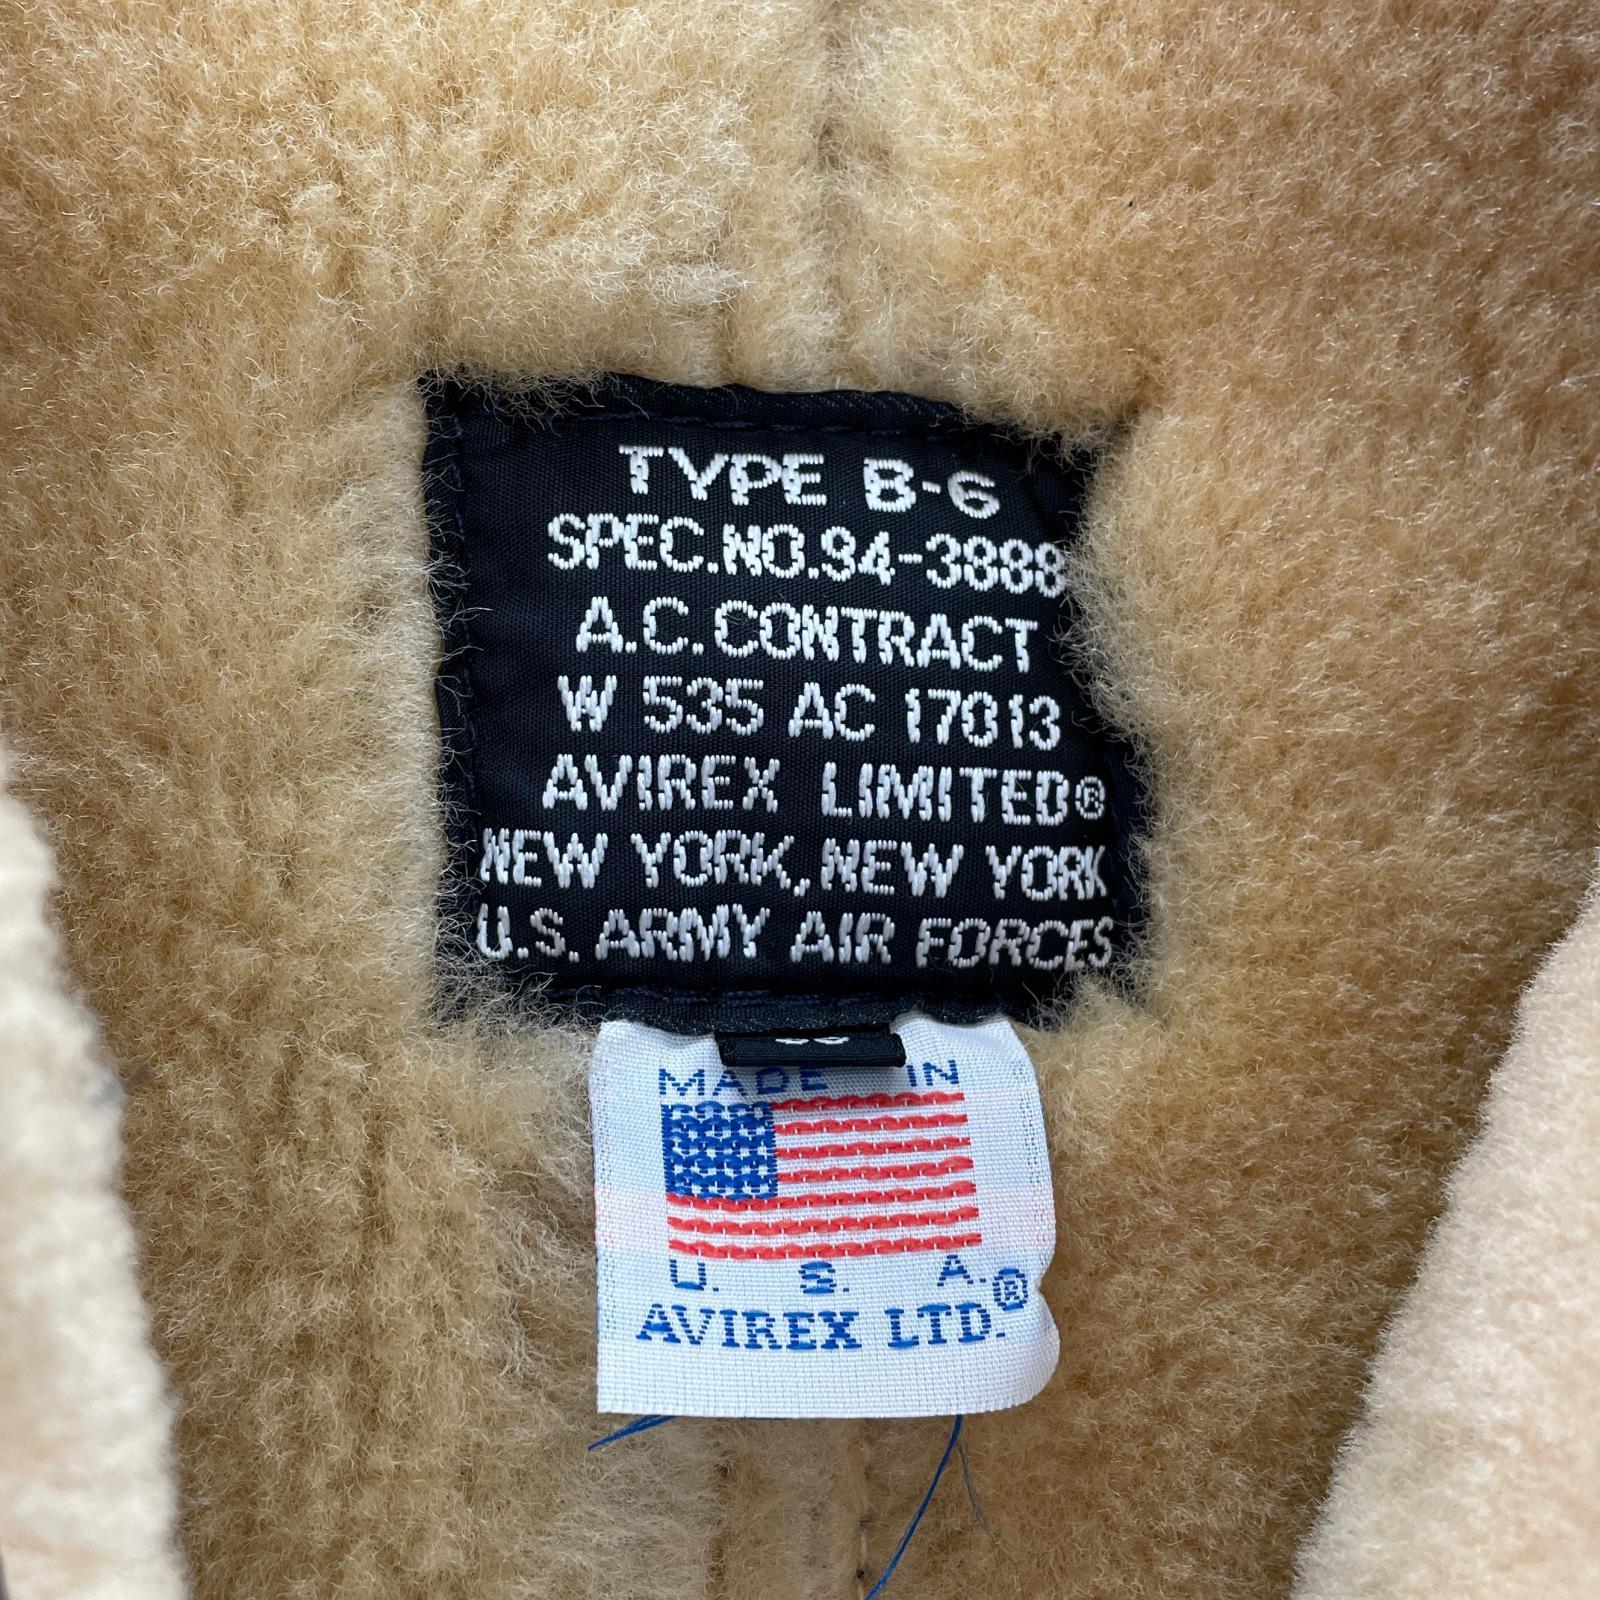 TYPE B-6
SPEC.NO.94-3888
A.C.CONTRACT
W 535 AC 17013
AVIREX LIMITED®
NEW YORK, NEW YORK
U.S. ARMY AIR FORCES
MADE IN
U. S. A.
AVIREX LTD.®